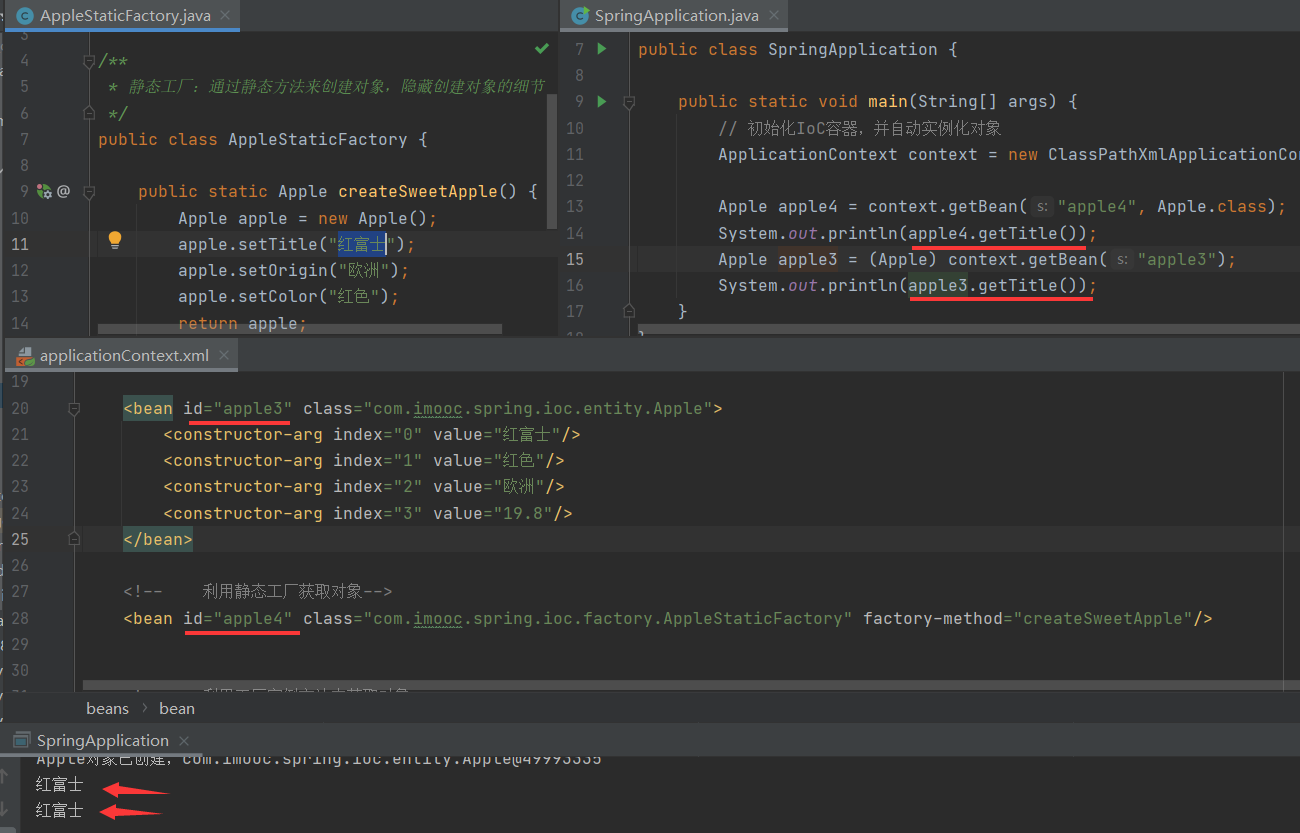 AppleStaticFactory.java
3
4 /**
5 * 静态工厂：通过静态方法来创建对象，隐藏创建对象的细节
6 */
7 public class AppleStaticFactory {
8
9 @ public static Apple createSweetApple() {
10 Apple apple = new Apple();
11 apple.setTitle("红富士");
12 apple.setOrigin("欧洲");
13 apple.setColor("红色");
14 return apple;
SpringApplication.java
7 public class SpringApplication {
8
9 public static void main(String[] args) {
10 // 初始化IoC容器，并自动实例化对象
11 ApplicationContext context = new ClassPathXmlApplicationCo
12
13 Apple apple4 = context.getBean( s: "apple4", Apple.class);
14 System.out.println(apple4.getTitle());
15 Apple apple3 = (Apple) context.getBean( s: "apple3");
16 System.out.println(apple3.getTitle());
17 }
applicationContext.xml
19
20 <bean id="apple3" class="com.imooc.spring.ioc.entity.Apple">
21 <constructor-arg index="0" value="红富士"/>
22 <constructor-arg index="1" value="红色"/>
23 <constructor-arg index="2" value="欧洲"/>
24 <constructor-arg index="3" value="19.8"/>
25 </bean>
26
27 <!-- 利用静态工厂获取对象-->
28 <bean id="apple4" class="com.imooc.spring.ioc.factory.AppleStaticFactory" factory-method="createSweetApple"/>
29
30
beans › bean
SpringApplication
Apple对象已创建，com.imooc.spring.ioc.entity.Apple@49993335
红富士
红富士